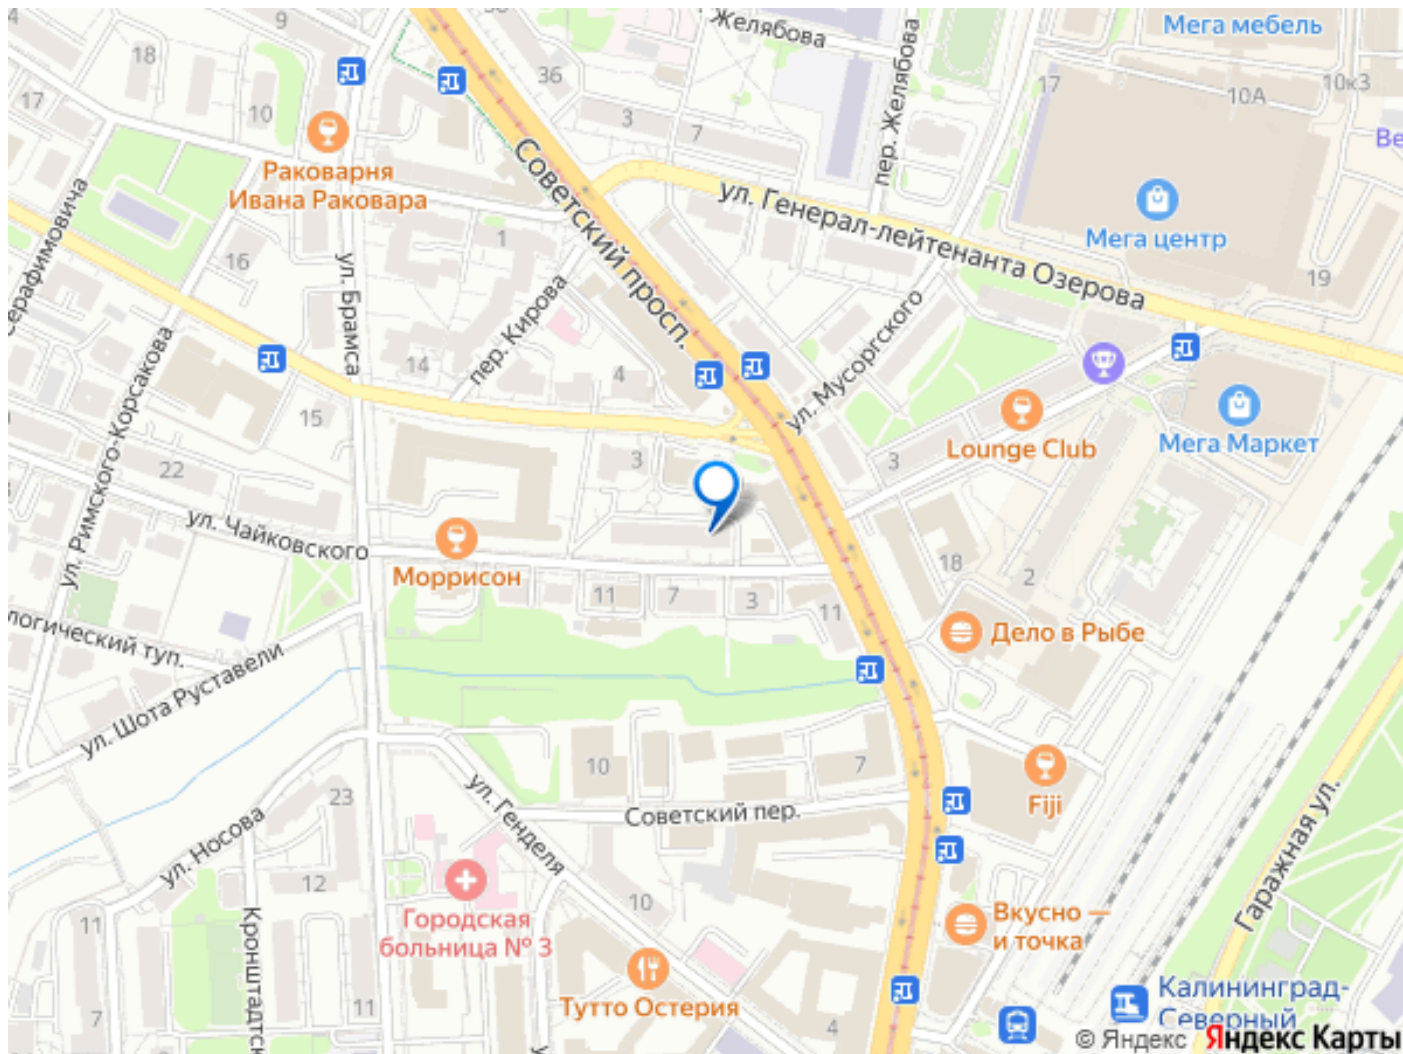 9
36
Желябова
Мега мебель
18
17
10
3
7
пер. Желябова
17
10А
10к3
Ве
Раковарня
Ивана Раковара
Советский просп.
ул. Генерал-лейтенанта Озерова
Мега центр
19
16
1
ул. Брамса
пер. Кирова
ул. Римского-Корсакова
14
4
15
ул. Мусоргского
22
3
3
Lounge Club
Мега Маркет
ул. Чайковского
Моррисон
11
7
3
11
18
2
Дело в Рыбе
логический туп.
ул. Шота Руставели
10
7
Fiji
23
ул. Носова
ул. Генделя
Советский пер.
12
10
Городская
больница № 3
Вкусно —
и точка
Гаражная ул.
11
Кронштадтск
Тутто Остерия
7
11
4
Калининград-
Северный
© Яндекс Яндекс Карты